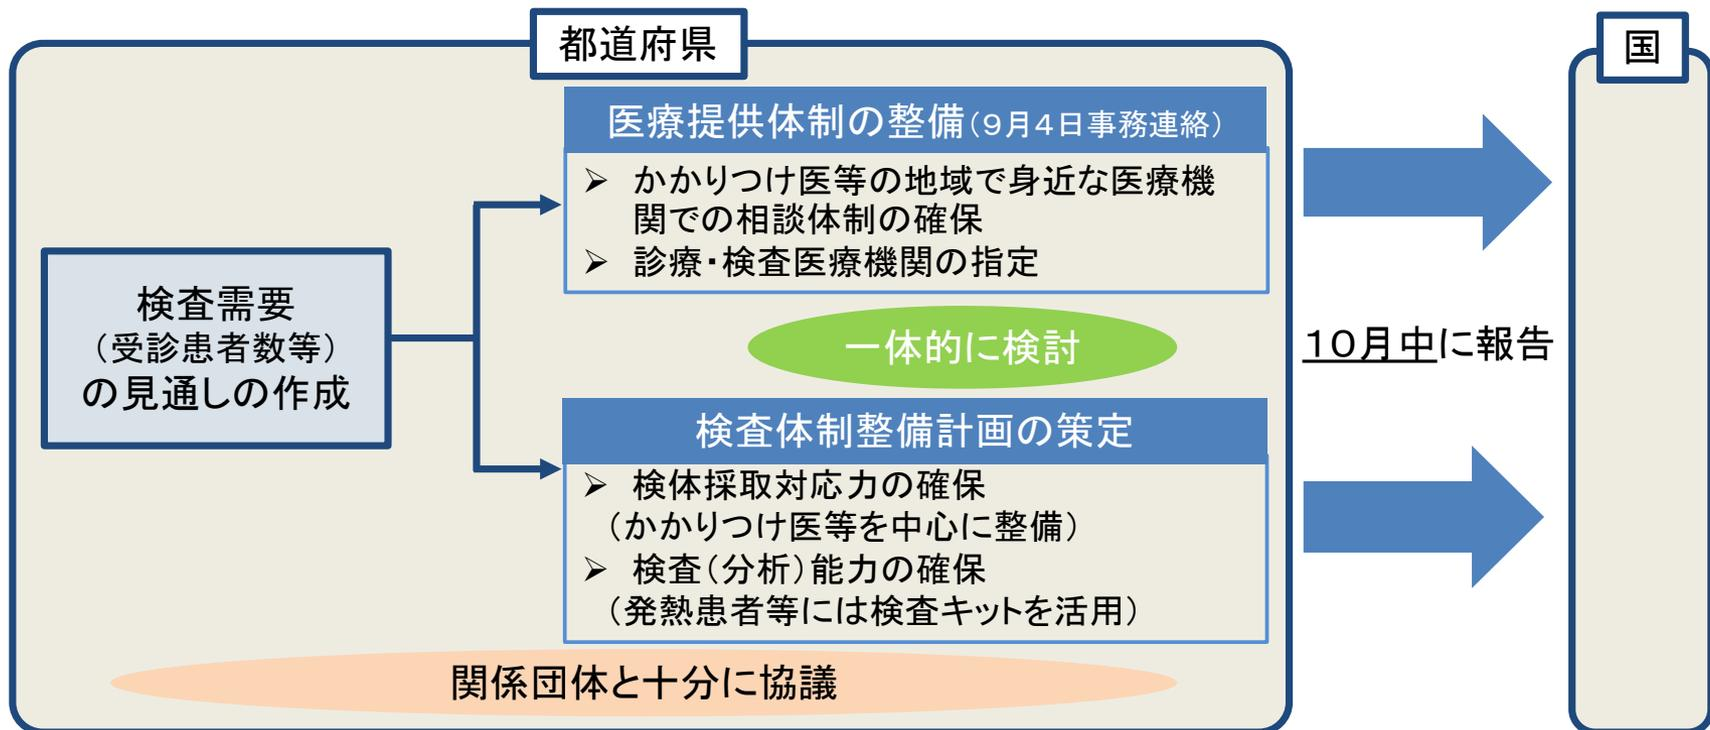 都道府県
国
検査需要
（受診患者数等）
の見通しの作成
医療提供体制の整備（９月４日事務連絡）
➢ かかりつけ医等の地域で身近な医療機
関での相談体制の確保
➢ 診療・検査医療機関の指定
一体的に検討
検査体制整備計画の策定
➢ 検体採取対応力の確保
（かかりつけ医等を中心に整備）
➢ 検査（分析）能力の確保
（発熱患者等には検査キットを活用）
関係団体と十分に協議
１０月中に報告